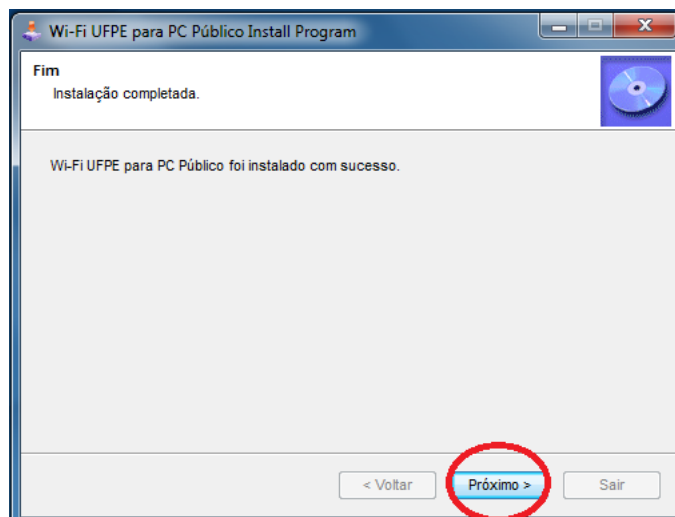 Wi-Fi UFPE para PC Público Install Program
Fim
Instalação completada.
Wi-Fi UFPE para PC Público foi instalado com sucesso.
< Voltar
Próximo >
Sair